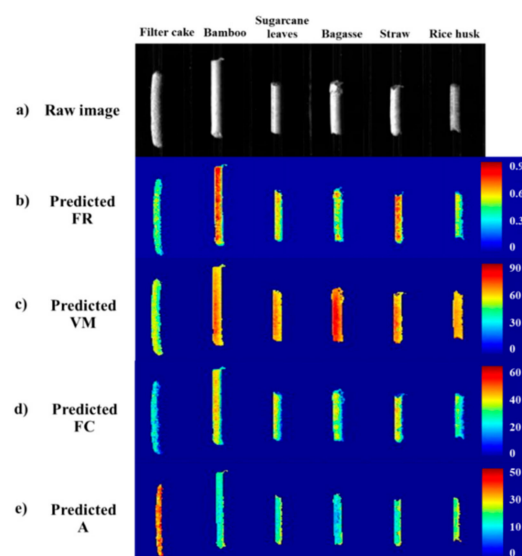 Filter cake Bamboo Sugarcane leaves Bagasse Straw Rice husk
a) Raw image
b) Predicted FR
0.9
0.6
0.3
0
c) Predicted VM
90
60
30
0
d) Predicted FC
60
40
20
0
e) Predicted A
50
30
10
0